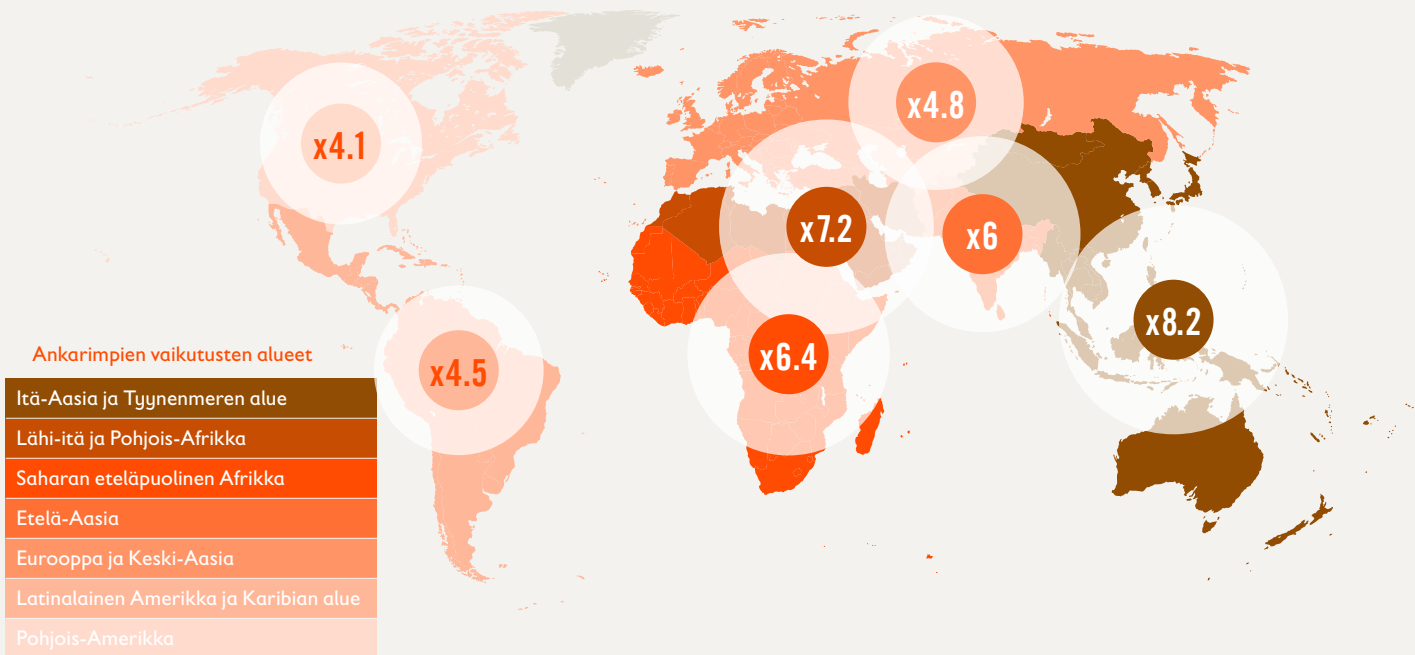 x4.1
x4.8
x7.2
x6
x8.2
x6.4
x4.5
Ankarimpien vaikutusten alueet
Itä-Aasia ja Tyynenmeren alue
Lähi-itä ja Pohjois-Afrikka
Saharan eteläpuolinen Afrikka
Etelä-Aasia
Eurooppa ja Keski-Aasia
Latinalainen Amerikka ja Karibian alue
Pohjois-Amerikka